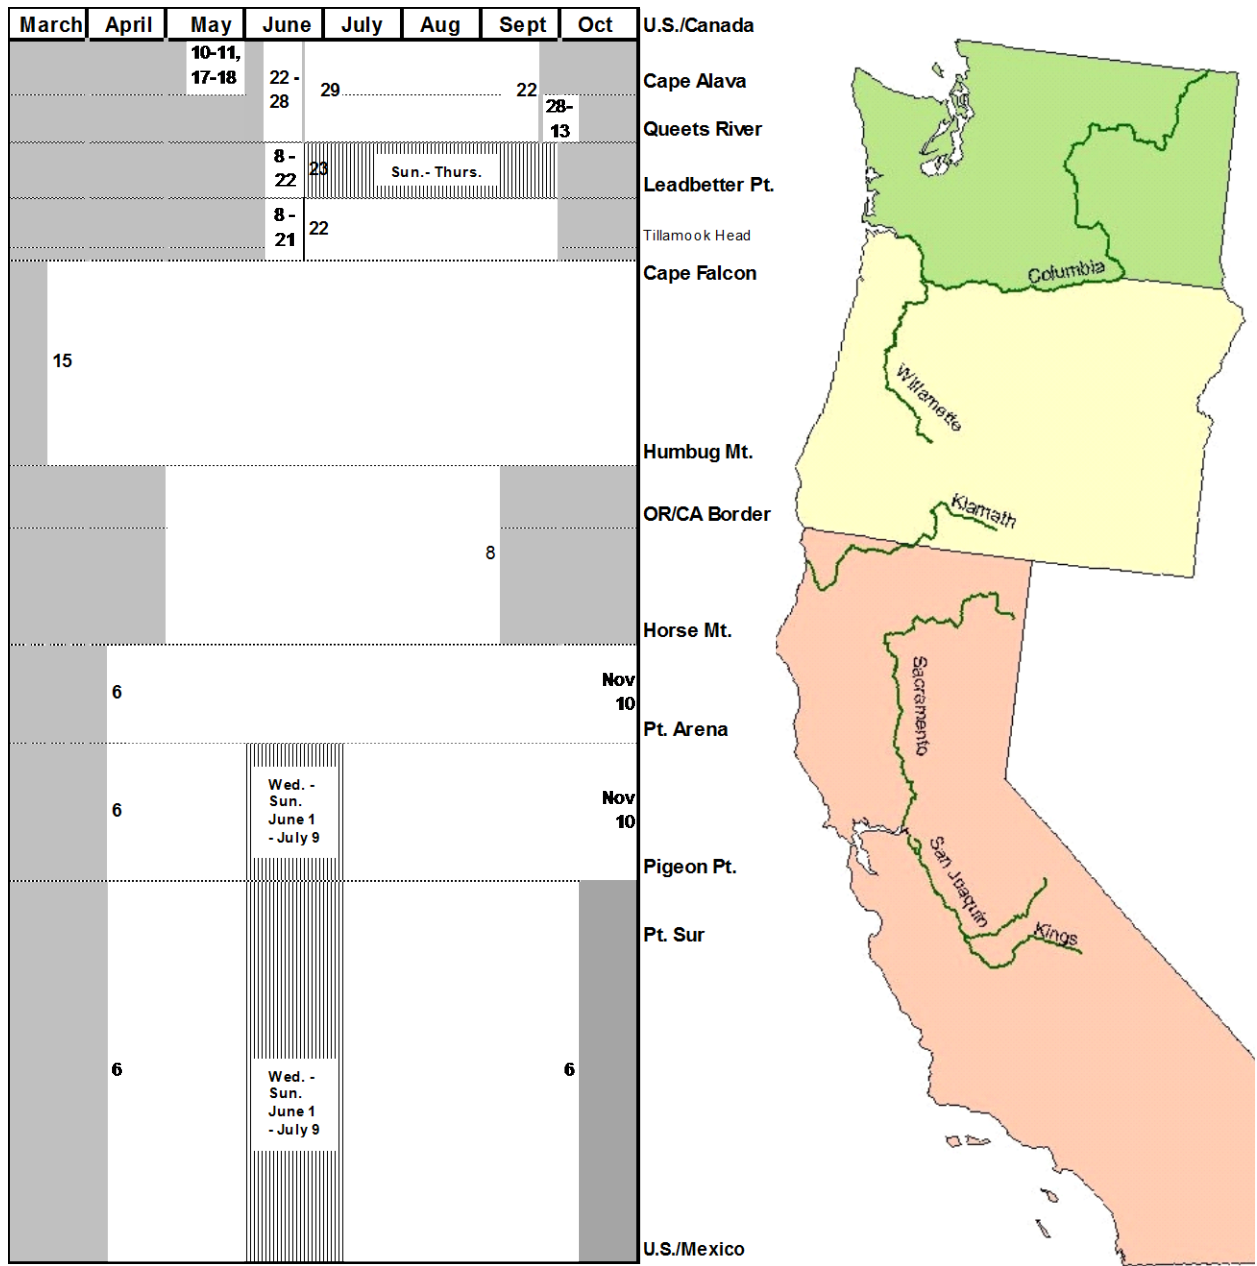 March April May June July Aug Sept Oct
U.S./Canada
10-11,
17-18
22 -
28
29
22
Cape Alava
28-
13
Queets River
8 -
22
23
Sun.- Thurs.
Leadbetter Pt.
8 -
21
22
Tillamook Head
Cape Falcon
15
Humbug Mt.
OR/CA Border
8
Horse Mt.
6
Nov
10
Pt. Arena
Wed. -
Sun.
June 1
- July 9
6
Nov
10
Pigeon Pt.
Pt. Sur
6
Wed. -
Sun.
June 1
- July 9
6
U.S./Mexico
Columbia
Willamette
Klamath
Sacramento
San Joaquin
Kings